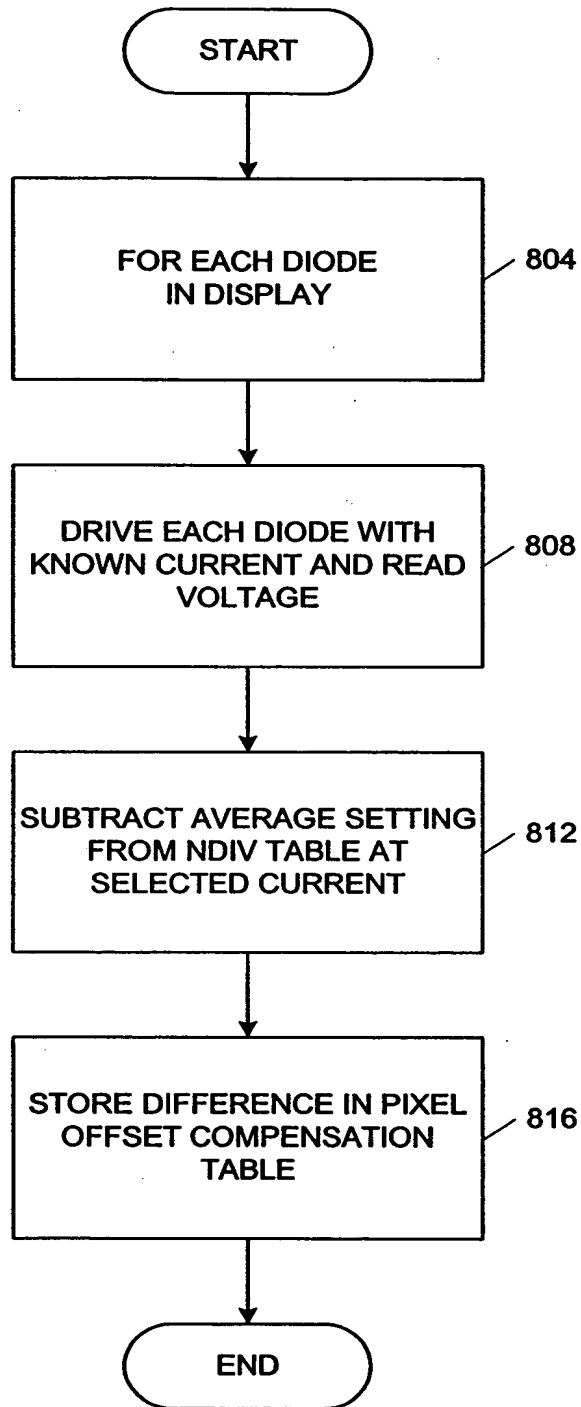 START
FOR EACH DIODE
IN DISPLAY
804
DRIVE EACH DIODE WITH
KNOWN CURRENT AND READ
VOLTAGE
808
SUBTRACT AVERAGE SETTING
FROM NDIV TABLE AT
SELECTED CURRENT
812
STORE DIFFERENCE IN PIXEL
OFFSET COMPENSATION
TABLE
816
END